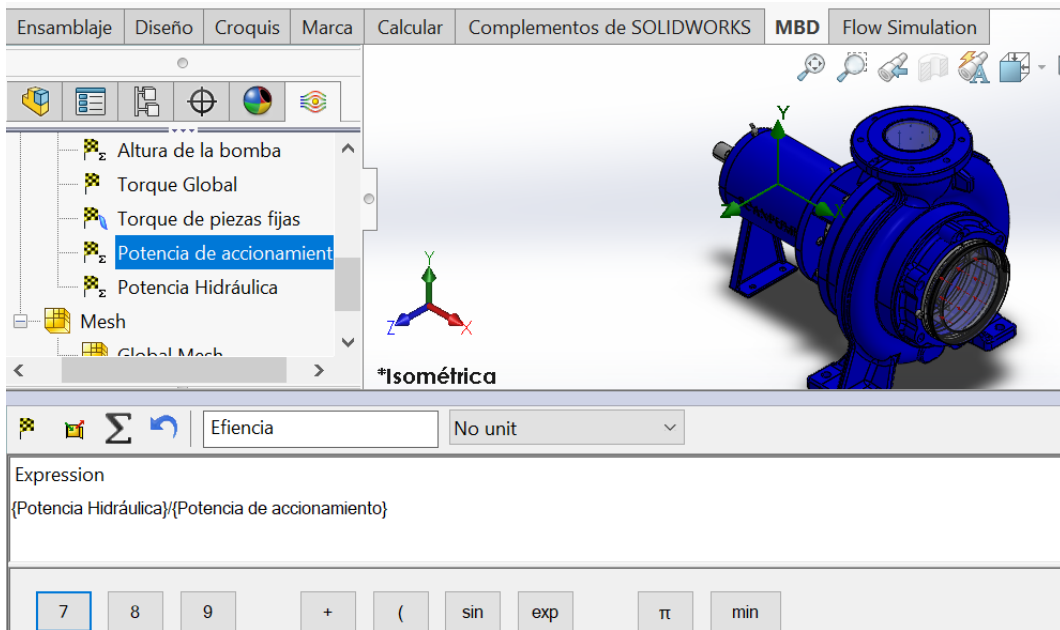 Ensamblaje Diseño Croquis Marca Calcular Complementos de SOLIDWORKS MBD Flow Simulation
Altura de la bomba
Torque Global
Torque de piezas fijas
Potencia de accionamient
Potencia Hidráulica
Mesh
Global Mesh
Y
Z
X
Y
Z
X
*Isométrica
Σ Efiencia No unit
Expression
{Potencia Hidráulica}/{Potencia de accionamiento}
7 8 9 + ( sin exp π min